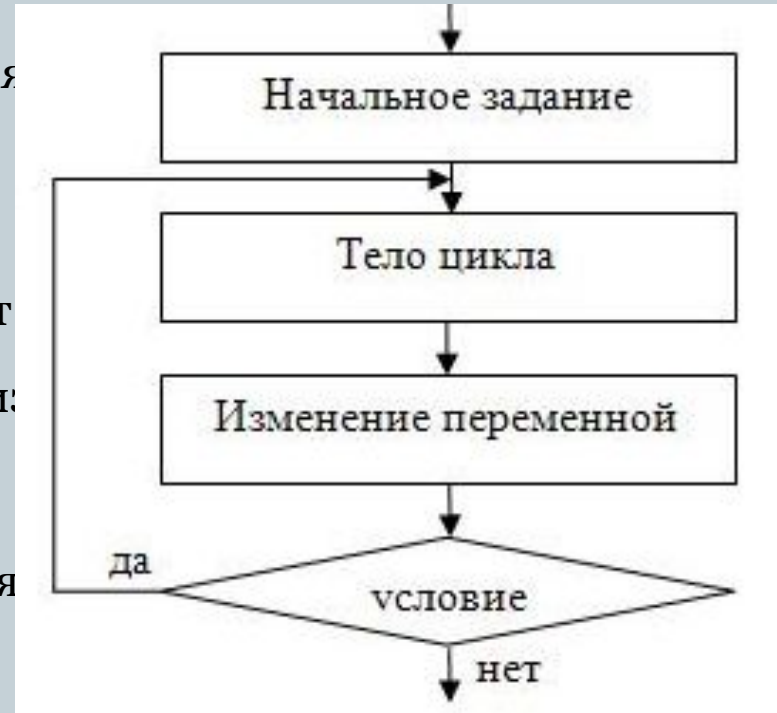 Начальное задание
Тело цикла
Изменение переменной
да
условие
нет